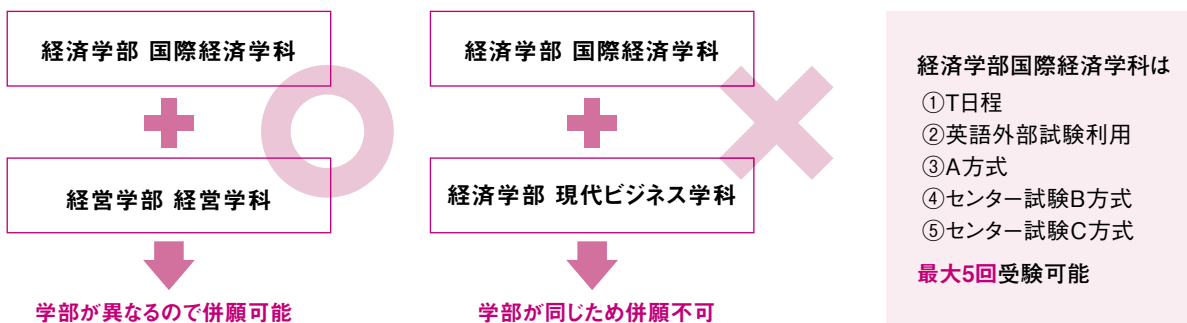 経済学部 国際経済学科
経営学部 経営学科
学部が異なるので併願可能
経済学部 国際経済学科
経済学部 現代ビジネス学科
学部が同じため併願不可
経済学部国際経済学科は
①T日程
②英語外部試験利用
③A方式
④センター試験B方式
⑤センター試験C方式
最大5回受験可能